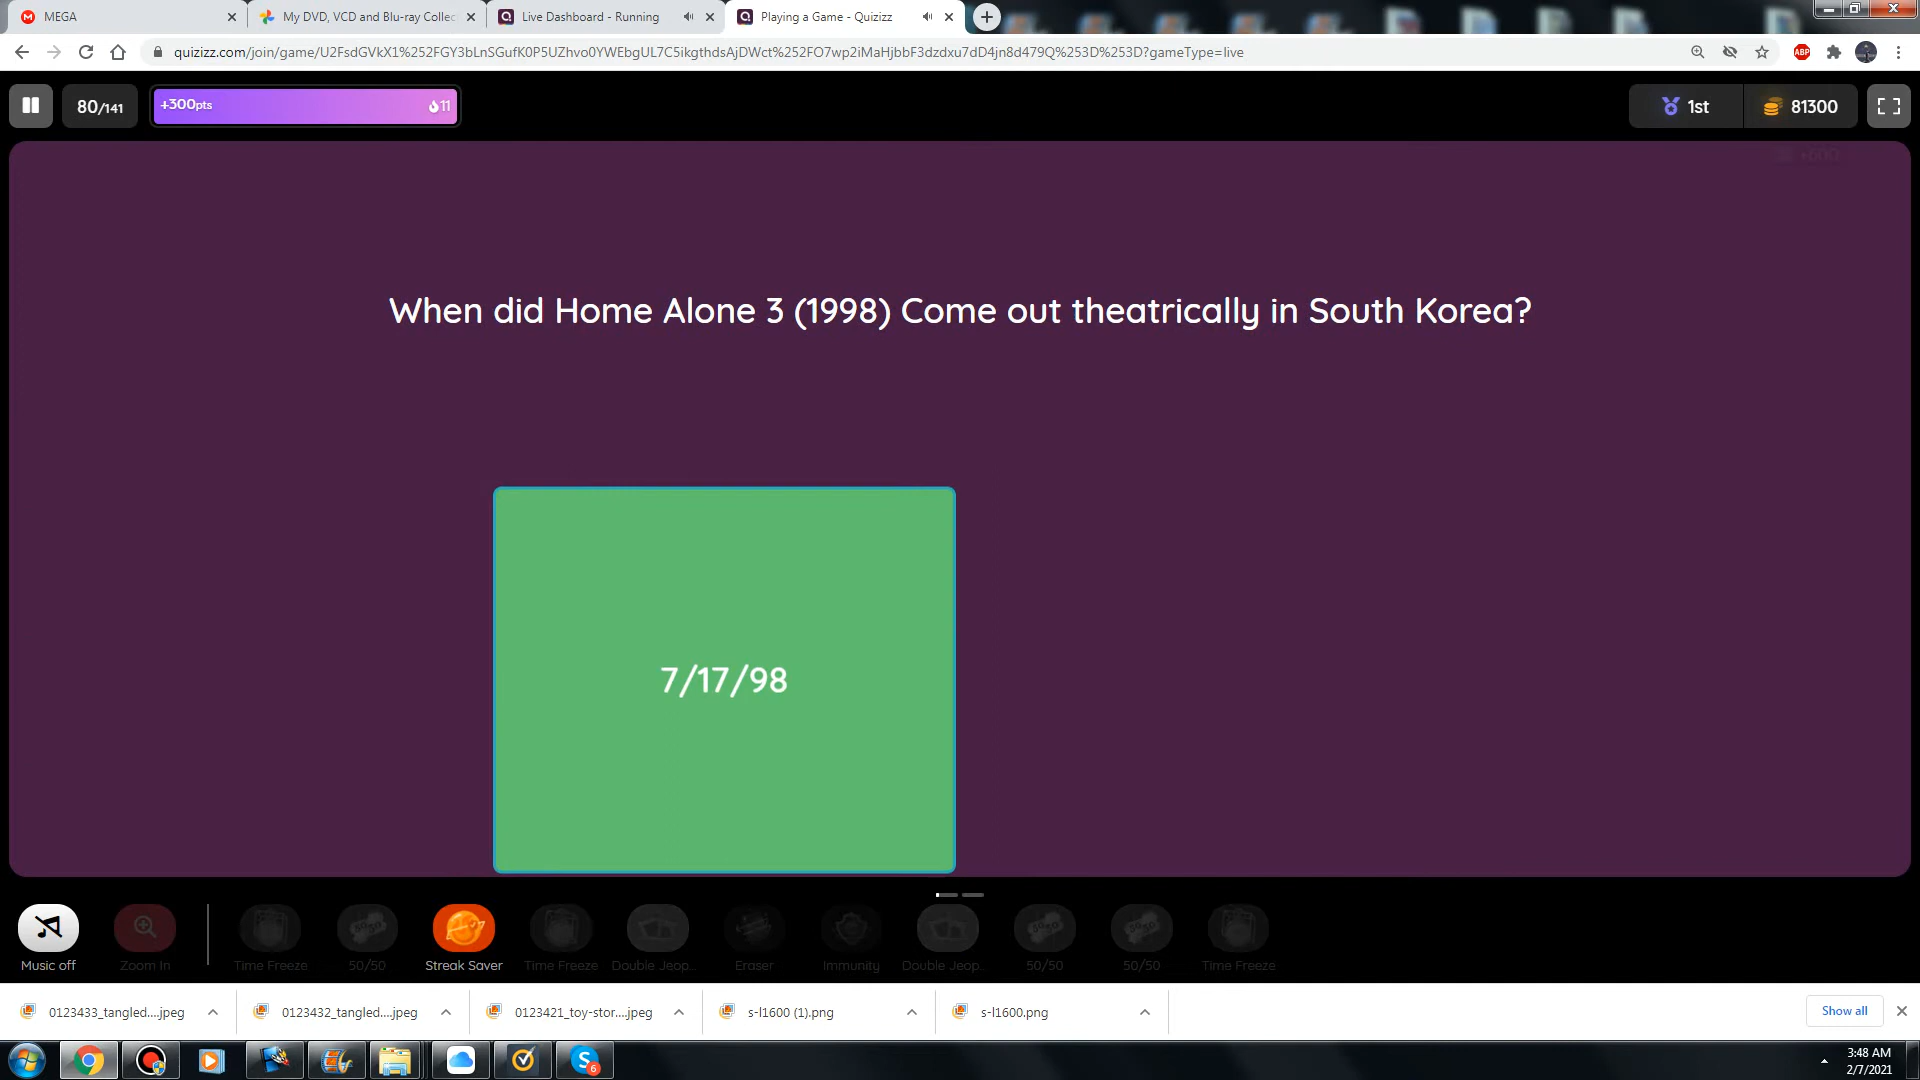 MEGA
My DVD, VCD and Blu-ray Collec
Live Dashboard - Running
Playing a Game - Quizizz
quizizz.com/join/game/U2FsdGVkX1%252FGY3bLnSGufK0P5UZhvo0YWEbgUL7C5ikgthdsAjDWct%252FO7wp2iMaHjbbF3dzdxu7dD4jn8d479Q%253D%253D?gameType=live
ABP
80/141
+300pts
11
1st
81300
+600
When did Home Alone 3 (1998) Come out theatrically in South Korea?
7/17/98
Music off
Zoom In
Time Freeze
50/50
Streak Saver
Time Freeze
Double Jeop...
Eraser
Immunity
Double Jeop...
50/50
50/50
Time Freeze
0123433_tangled....jpeg
0123432_tangled....jpeg
0123421_toy-stor....jpeg
s-l1600 (1).png
s-l1600.png
Show all
6
3:48 AM
2/7/2021